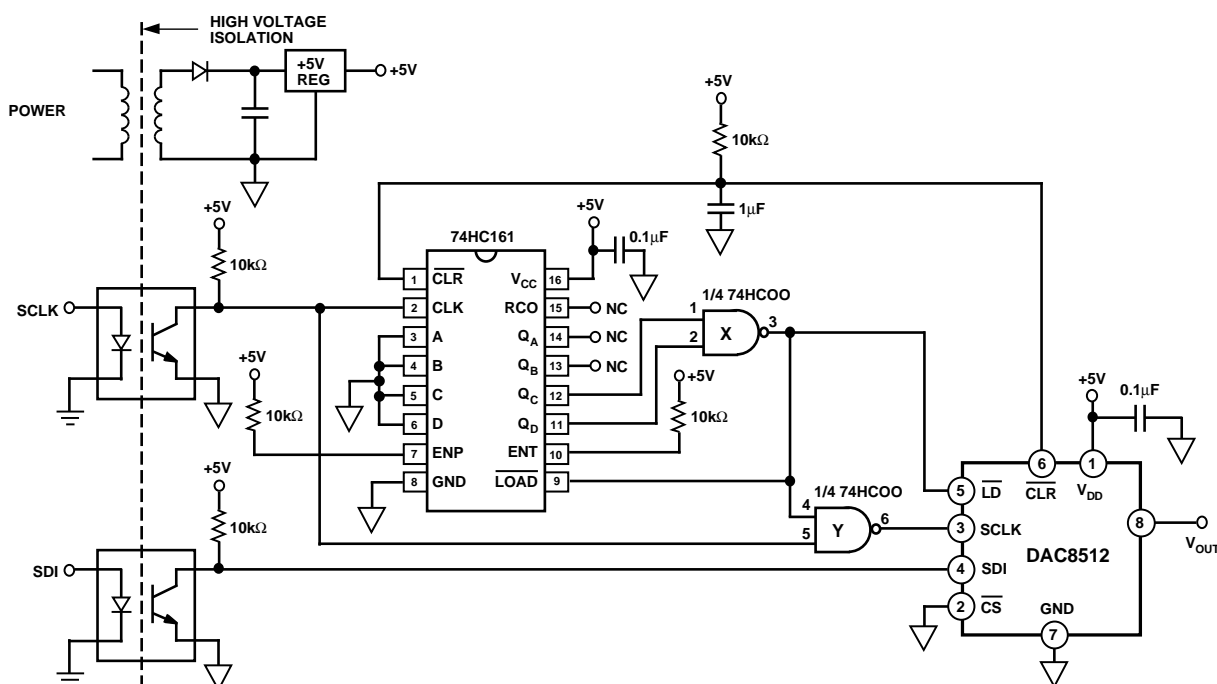 HIGH VOLTAGE
ISOLATION
+5V
REG
+5V
POWER
+5V
10kΩ
1µF
+5V
10kΩ
+5V
0.1µF
74HC161
SCLK
1 CLR
2 CLK
3 A
4 B
5 C
6 D
7 ENP
8 GND
VCC 16
RCO 15 NC
QA 14 NC
QB 13 NC
QC 12
QD 11
ENT 10
LOAD 9
1/4 74HCOO
1
2
X
3
+5V
10kΩ
+5V
10kΩ
1/4 74HCOO
4
5
Y
6
+5V
0.1µF
6 CLR
1 VDD
5 LD
3 SCLK
4 SDI
2 CS
8
VOUT
DAC8512
GND
7
+5V
10kΩ
SDI